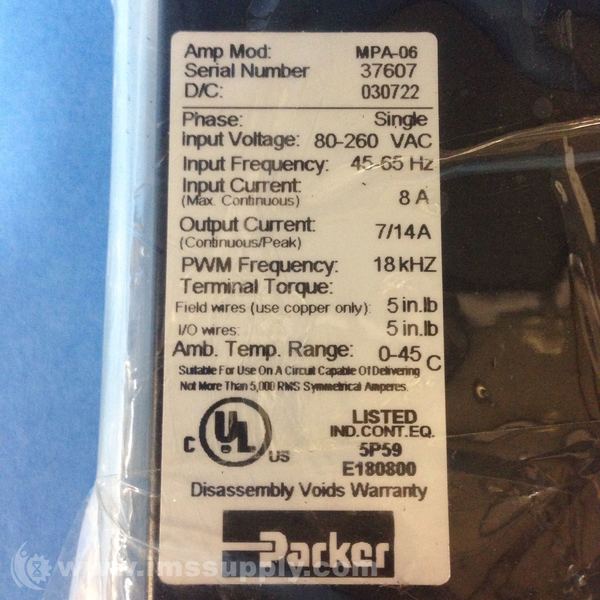 Amp Mod: MPA-06
Serial Number 37607
D/C: 030722
Phase: Single
Input Voltage: 80-260 VAC
Input Frequency: 45-65 Hz
Input Current: 8 A
(Max. Continuous)
Output Current: 7/14A
(Continuous/Peak)
PWM Frequency: 18 kHZ
Terminal Torque:
Field wires (use copper only): 5 in.lb
I/O wires: 5 in.lb
Amb. Temp. Range: 0-45 C
Suitable For Use On A Circuit Capable Of Delivering
Not More Than 5,000 RMS Symmetrical Amperes.
C UL US
LISTED
IND.CONT.EQ.
5P59
E180800
Disassembly Voids Warranty
Parker
www.imssupply.com